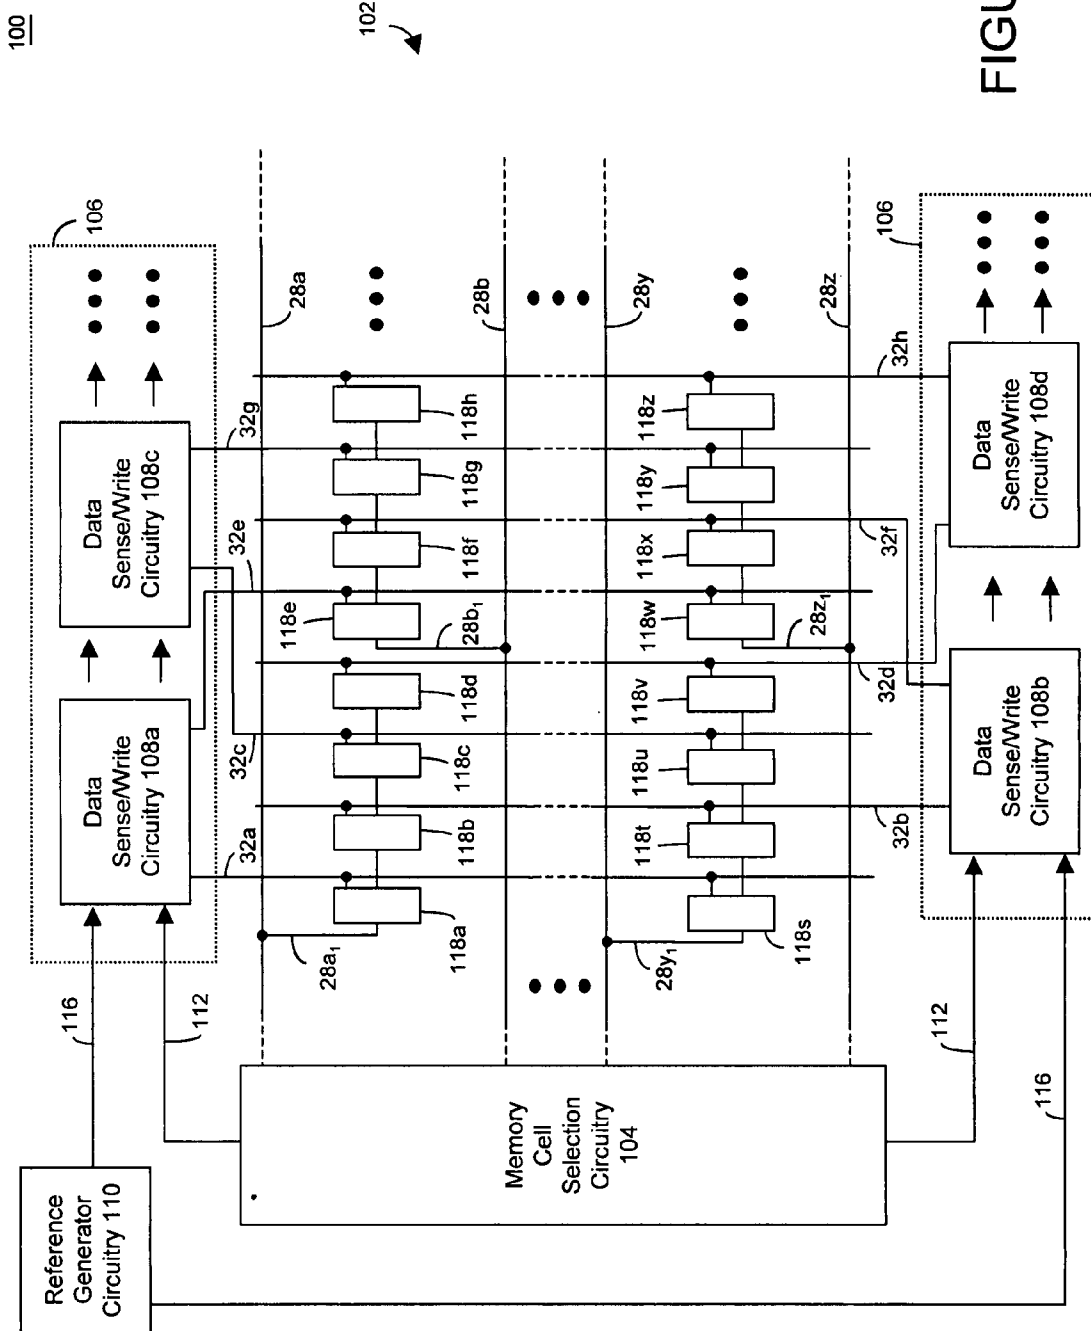 100
102
FIGU
106
Data
Sense/Write
Circuitry 108a
Data
Sense/Write
Circuitry 108c
116
112
Reference
Generator
Circuitry 110
Memory
Cell
Selection
Circuitry
104
32a
32c
32e
32g
28a
28a1
118a
118b
118c
118d
118e
118f
118g
118h
28b1
28b
28y
28y1
118s
118t
118u
118v
118w
118x
118y
118z
28z1
28z
32b
32d
32f
32h
112
116
106
Data
Sense/Write
Circuitry 108b
Data
Sense/Write
Circuitry 108d